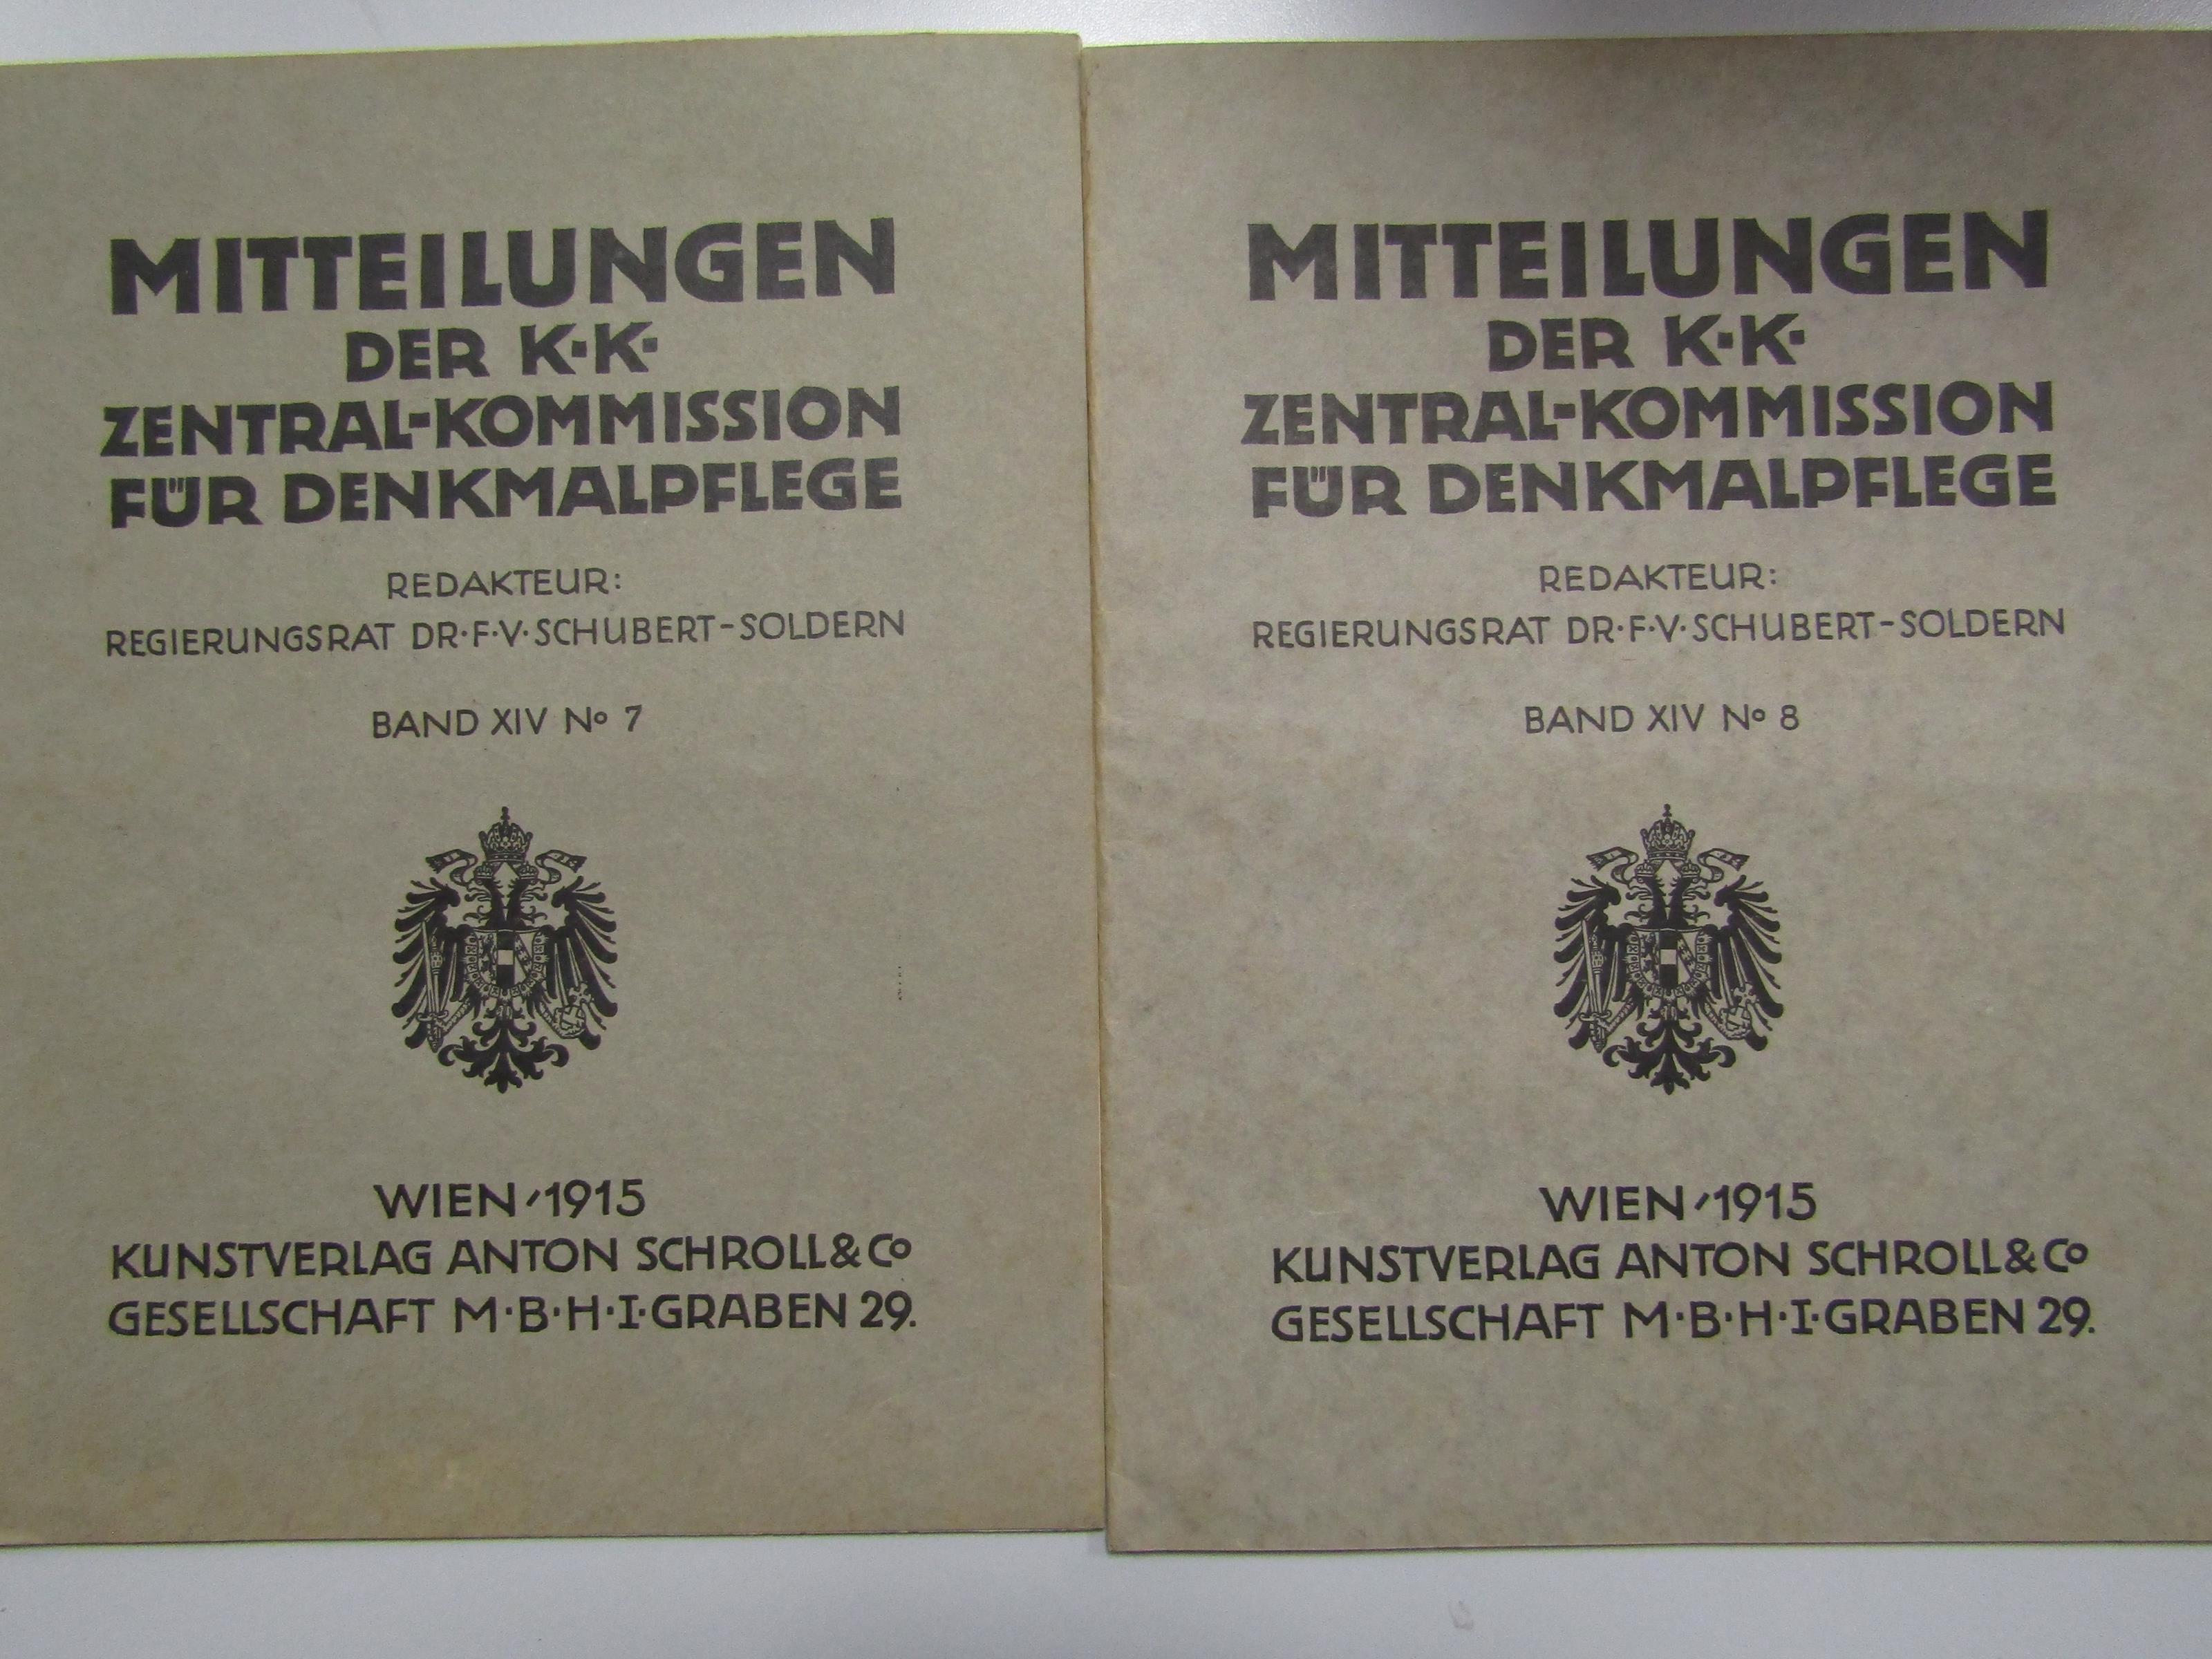 MITTEILUNGEN
DER K·K·
ZENTRAL-KOMMISSION
FÜR DENKMALPFLEGE
REDAKTEUR:
REGIERUNGSRAT DR·F·V·SCHUBERT-SOLDERN
BAND XIV No 7
WIEN/1915
KUNSTVERLAG ANTON SCHROLL&Co
GESELLSCHAFT M·B·H·I·GRABEN 29.
MITTEILUNGEN
DER K·K·
ZENTRAL-KOMMISSION
FÜR DENKMALPFLEGE
REDAKTEUR:
REGIERUNGSRAT DR·F·V·SCHUBERT-SOLDERN
BAND XIV No 8
WIEN/1915
KUNSTVERLAG ANTON SCHROLL&Co
GESELLSCHAFT M·B·H·I·GRABEN 29.